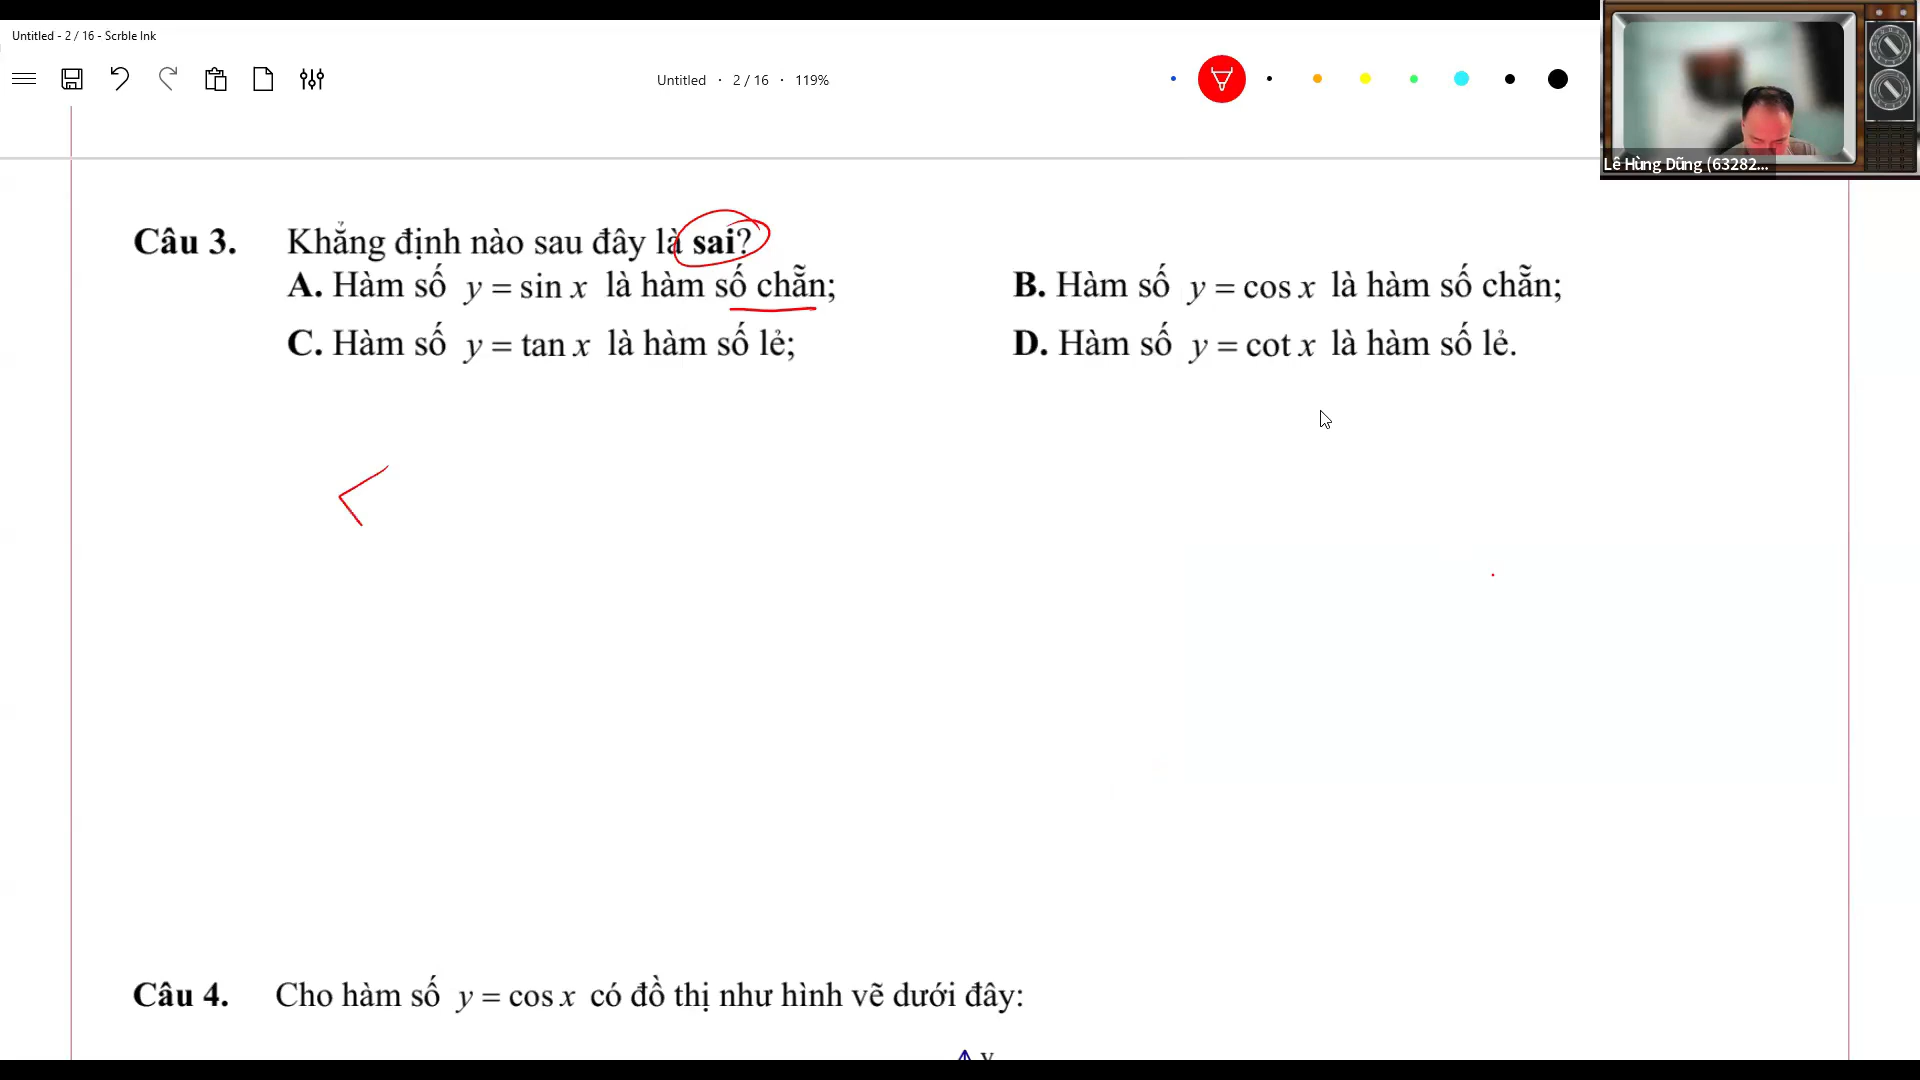 Untitled - 2 / 16 - Scrble Ink
Untitled · 2 / 16 · 119%
Lê Hùng Dũng (63282...
Câu 3. Khẳng định nào sau đây là sai?
A. Hàm số y = sin x là hàm số chẵn; B. Hàm số y = cos x là hàm số chẵn;
C. Hàm số y = tan x là hàm số lẻ; D. Hàm số y = cot x là hàm số lẻ.
Câu 4. Cho hàm số y = cos x có đồ thị như hình vẽ dưới đây:
y